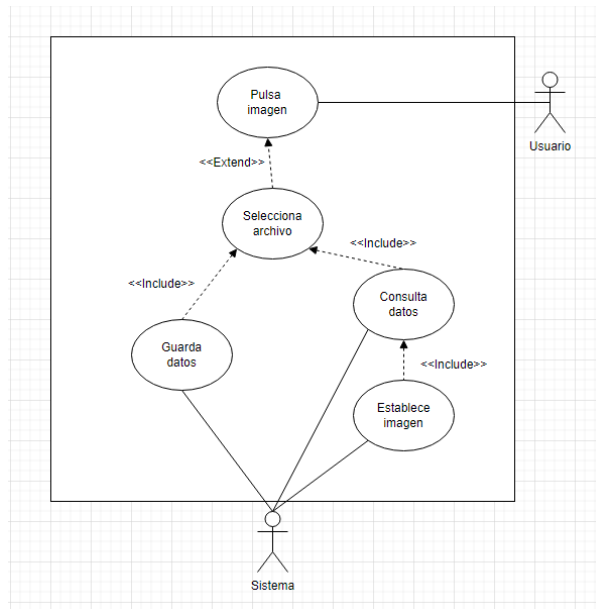 Pulsa
imagen
Usuario
<<Extend>>
Selecciona
archivo
<<Include>>
<<Include>>
Consulta
datos
Guarda
datos
<<Include>>
Establece
imagen
Sistema